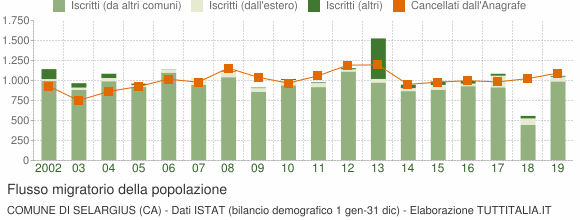 Iscritti (da altri comuni) Iscritti (dall'estero) Iscritti (altri) Cancellati dall'Anagrafe
1.750
1.500
1.250
1.000
750
500
250
0
2002 03 04 05 06 07 08 09 10 11 12 13 14 15 16 17 18 19
Flusso migratorio della popolazione
COMUNE DI SELARGIUS (CA) - Dati ISTAT (bilancio demografico 1 gen-31 dic) - Elaborazione TUTTITALIA.IT